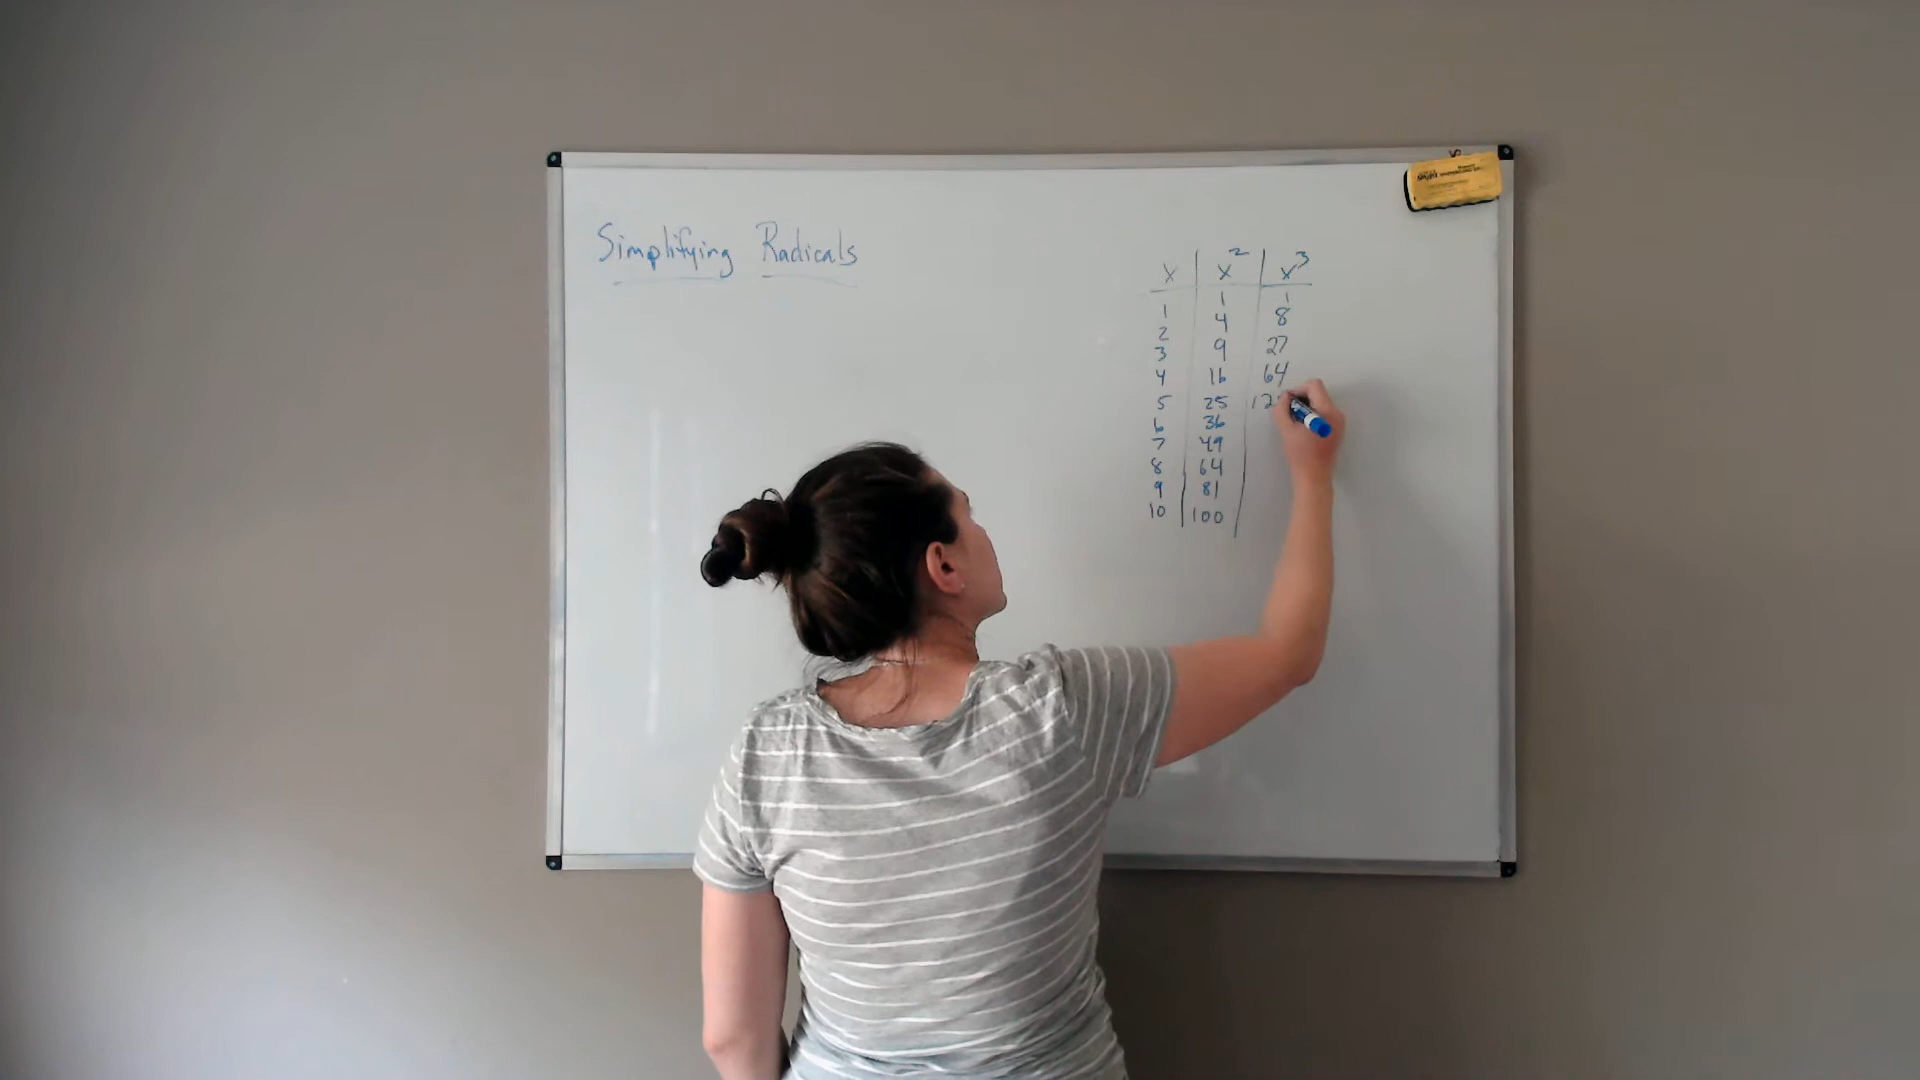 Simplifying Radicals
x x² x³
1 1 1
2 4 8
3 9 27
4 16 64
5 25 12
6 36
7 49
8 64
9 81
10 100